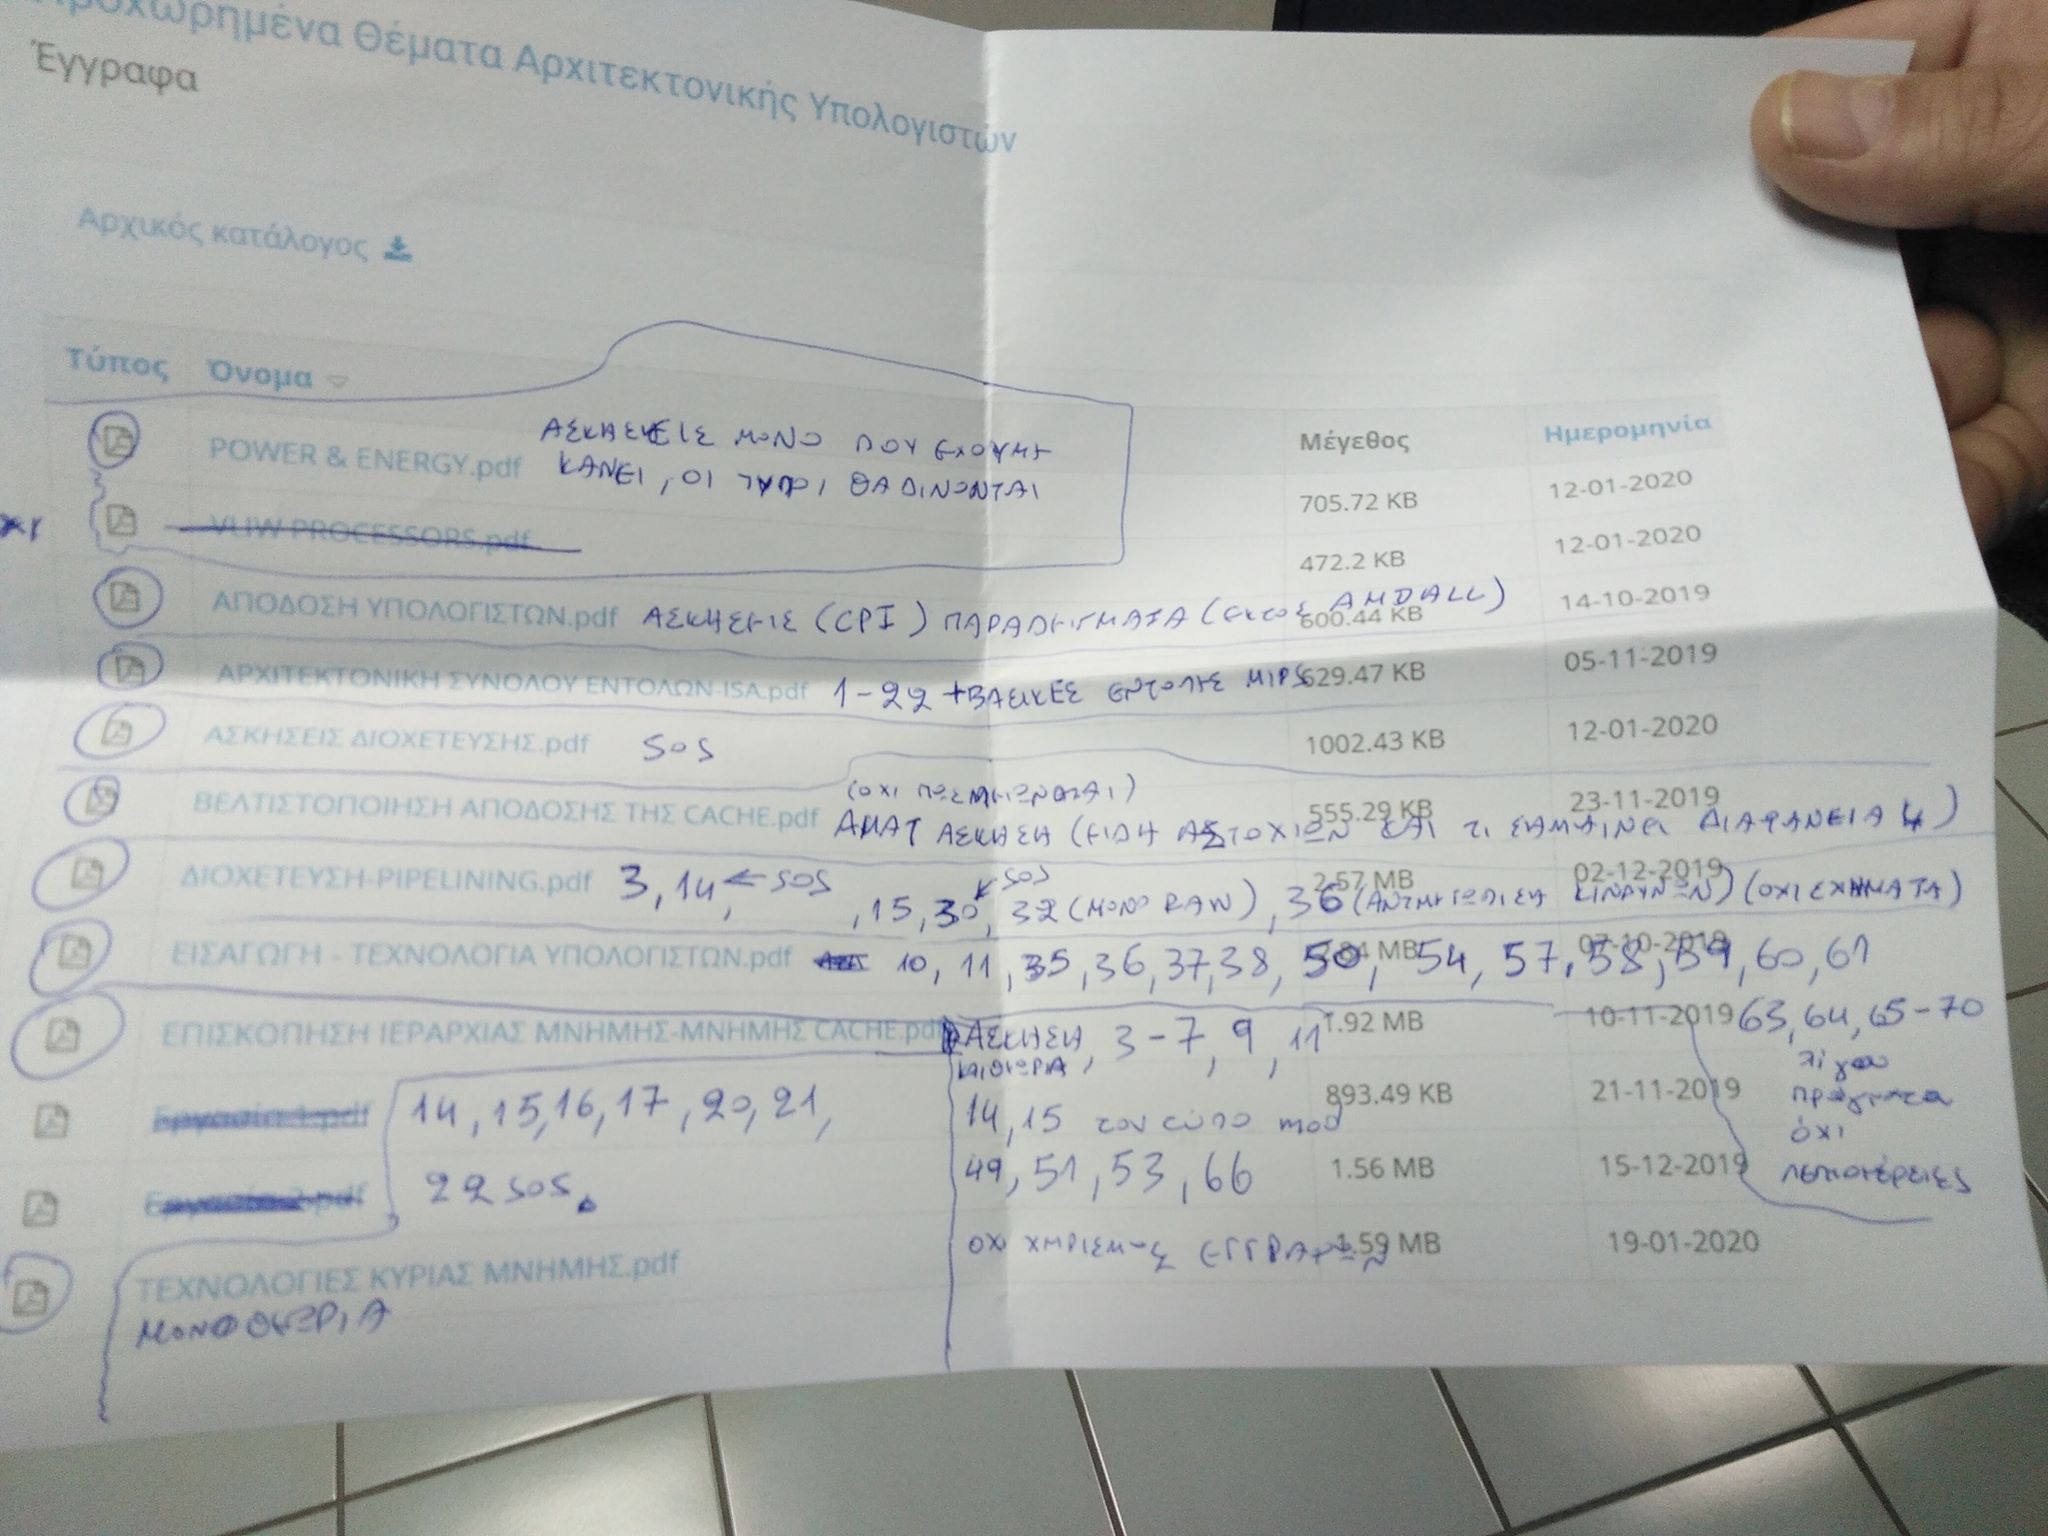 Προχωρημένα Θέματα Αρχιτεκτονικής Υπολογιστών
Έγγραφα
Αρχικός κατάλογος
Τύπος Όνομα Μέγεθος Ημερομηνία
ΑΣΚΗΣΕΙΣ ΜΟΝΟ ΠΟΥ ΕΧΟΥΜΕ
POWER & ENERGY.pdf ΚΑΝΕΙ, ΟΙ ΤΥΠΟΙ ΘΑ ΔΙΝΟΝΤΑΙ 705.72 KB 12-01-2020
VLIW PROCESSORS.pdf 472.2 KB 12-01-2020
ΑΠΟΔΟΣΗ ΥΠΟΛΟΓΙΣΤΩΝ.pdf ΑΣΚΗΣΕΙΣ (CPI) ΠΑΡΑΔΕΙΓΜΑΤΑ (ΕΚΤΟΣ AMDALL) 600.44 KB 14-10-2019
ΑΡΧΙΤΕΚΤΟΝΙΚΗ ΣΥΝΟΛΟΥ ΕΝΤΟΛΩΝ-ISA.pdf 1-22 + ΒΑΣΙΚΕΣ ΕΝΤΟΛΕΣ MIPS 629.47 KB 05-11-2019
ΑΣΚΗΣΕΙΣ ΔΙΟΧΕΤΕΥΣΗΣ.pdf SOS 1002.43 KB 12-01-2020
ΒΕΛΤΙΣΤΟΠΟΙΗΣΗ ΑΠΟΔΟΣΗΣ ΤΗΣ CACHE.pdf (ΟΧΙ ΠΩΣ ΜΕΙΩΝΕΤΑΙ) 555.29 KB 23-11-2019
AMAT ΑΣΚΗΣΗ (ΕΙΔΗ ΑΣΤΟΧΙΩΝ ΚΑΙ ΤΙ ΣΗΜΑΙΝΕΙ ΔΙΑΦΑΝΕΙΑ 4)
ΔΙΟΧΕΤΕΥΣΗ-PIPELINING.pdf 3, 14, ← SOS SOS 2.57 MB 02-12-2019
, 15, 30, 32 (ΜΟΝΟ RAW), 36 (ΑΝΤΙΜΕΤΩΠΙΣΗ ΚΙΝΔΥΝΩΝ) (ΟΧΙ ΣΧΗΜΑΤΑ)
ΕΙΣΑΓΩΓΗ - ΤΕΧΝΟΛΟΓΙΑ ΥΠΟΛΟΓΙΣΤΩΝ.pdf 10, 11, 35, 36, 37, 38, 50, 54, 57, 58, 59, 60, 61 MB 07-10-2019
ΕΠΙΣΚΟΠΗΣΗ ΙΕΡΑΡΧΙΑΣ ΜΝΗΜΗΣ-ΜΝΗΜΗΣ CACHE.pdf ΑΣΚΗΣΗ, 3-7, 9, 11 1.92 MB 10-11-2019 63, 64, 65-70
ΚΑΙ ΘΕΩΡΙΑ λίγα
Εργασία 1.pdf 14, 15, 16, 17, 20, 21, 14, 15 τον τύπο mod 893.49 KB 21-11-2019 πράγματα
όχι
Εργασία 2.pdf 22 SOS. 49, 51, 53, 66 1.56 MB 15-12-2019 λεπτομέρειες
ΤΕΧΝΟΛΟΓΙΕΣ ΚΥΡΙΑΣ ΜΝΗΜΗΣ.pdf ΟΧΙ ΧΕΙΡΙΣΜΟΣ ΕΓΓΡΑΦΩΝ 1.59 MB 19-01-2020
ΜΟΝΟ ΘΕΩΡΙΑ